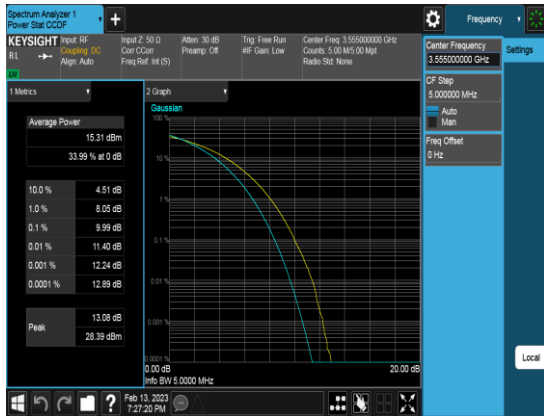 Spectrum Analyzer 1
Power Stat CCDF
Frequency
KEYSIGHT
Input: RF
Input Z: 50 Ω
Atten: 30 dB
Trig: Free Run
Center Freq: 3.555000000 GHz
RL
Coupling: DC
Corr CCorr
Preamp: Off
#IF Gain: Low
Counts: 5.00 M/5.00 Mpt
Align: Auto
Freq Ref: Int (S)
Radio Std: None
Center Frequency
3.555000000 GHz
Settings
CF Step
5.000000 MHz
Auto
Man
Freq Offset
0 Hz
1 Metrics
2 Graph
Gaussian
Average Power
15.31 dBm
33.99 % at 0 dB
10.0 % 4.51 dB
1.0 % 8.05 dB
0.1 % 9.99 dB
0.01 % 11.40 dB
0.001 % 12.24 dB
0.0001 % 12.89 dB
Peak
13.08 dB
28.39 dBm
100 %
10 %
1 %
0.1 %
0.01 %
0.001 %
0.0001 %
0.00 dB
20.00 dB
Info BW 5.0000 MHz
Local
?
Feb 13, 2023
7:27:20 PM